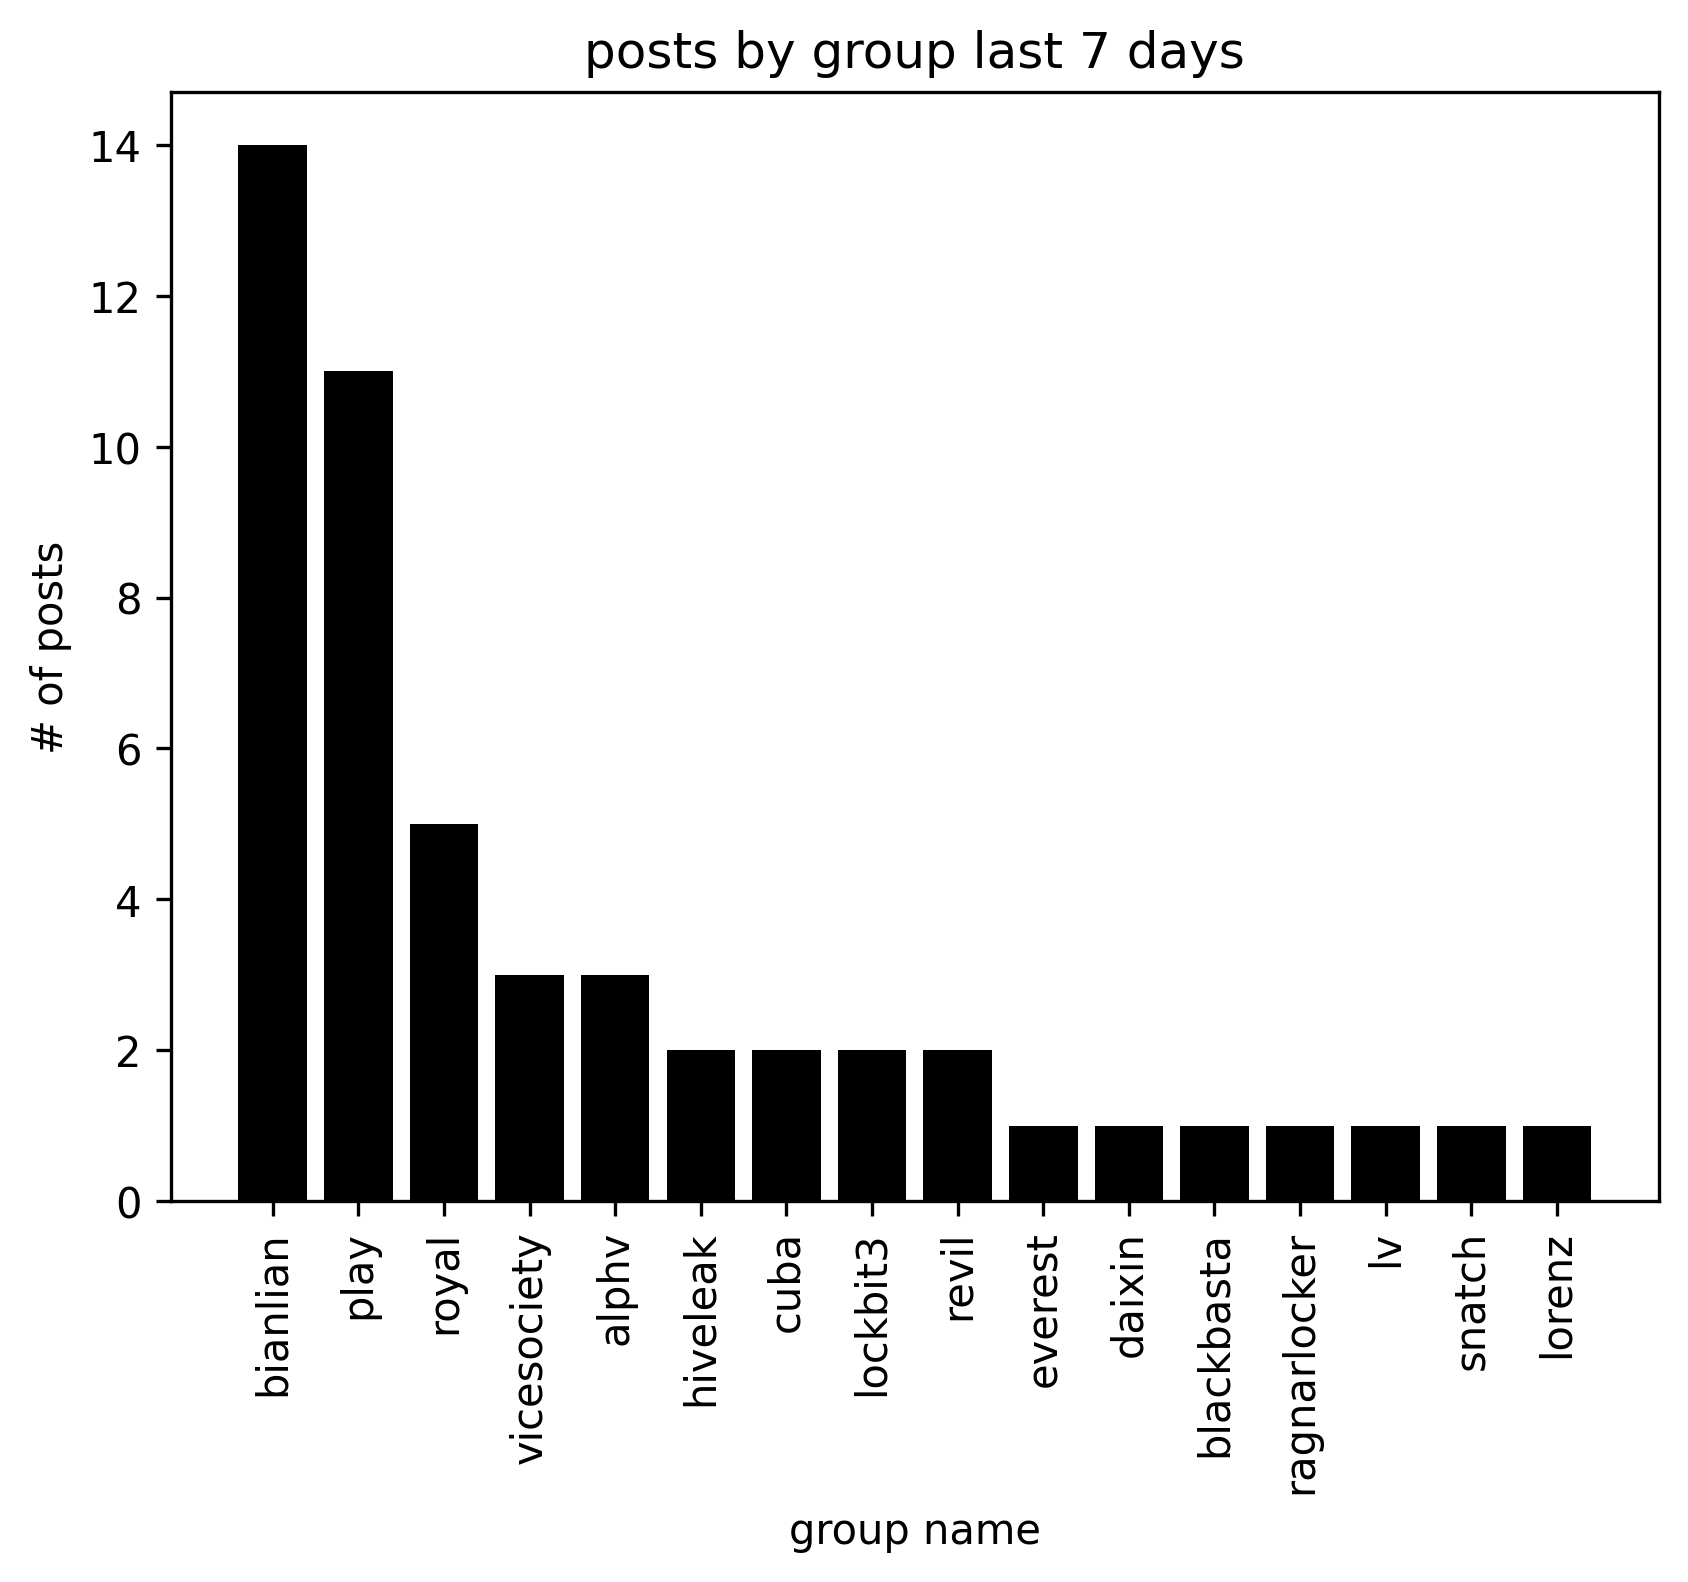 posts by group last 7 days
# of posts
14
12
10
8
6
4
2
0
bianlian
play
royal
vicesociety
alphv
hiveleak
cuba
lockbit3
revil
everest
daixin
blackbasta
ragnarlocker
lv
snatch
lorenz
group name